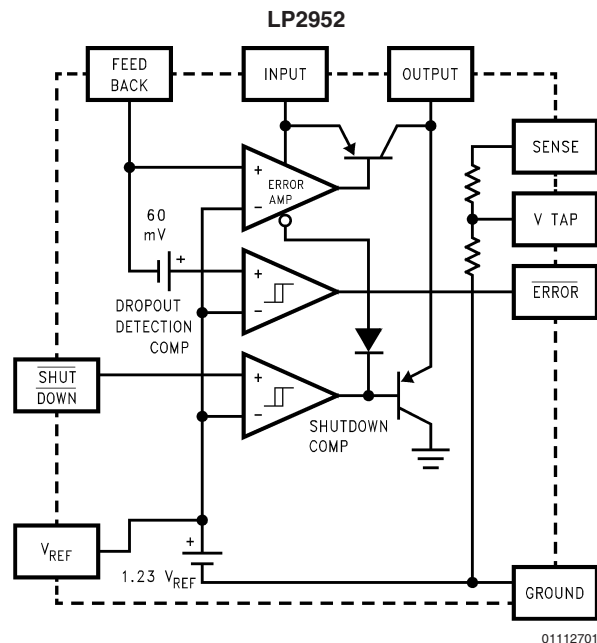 LP2952
FEED
BACK
INPUT
OUTPUT
SENSE
+
ERROR
AMP
−
60
mV
V TAP
+
+
−
DROPOUT
DETECTION
COMP
ERROR
SHUT
DOWN
+
−
SHUTDOWN
COMP
VREF
+
1.23 VREF
GROUND
01112701